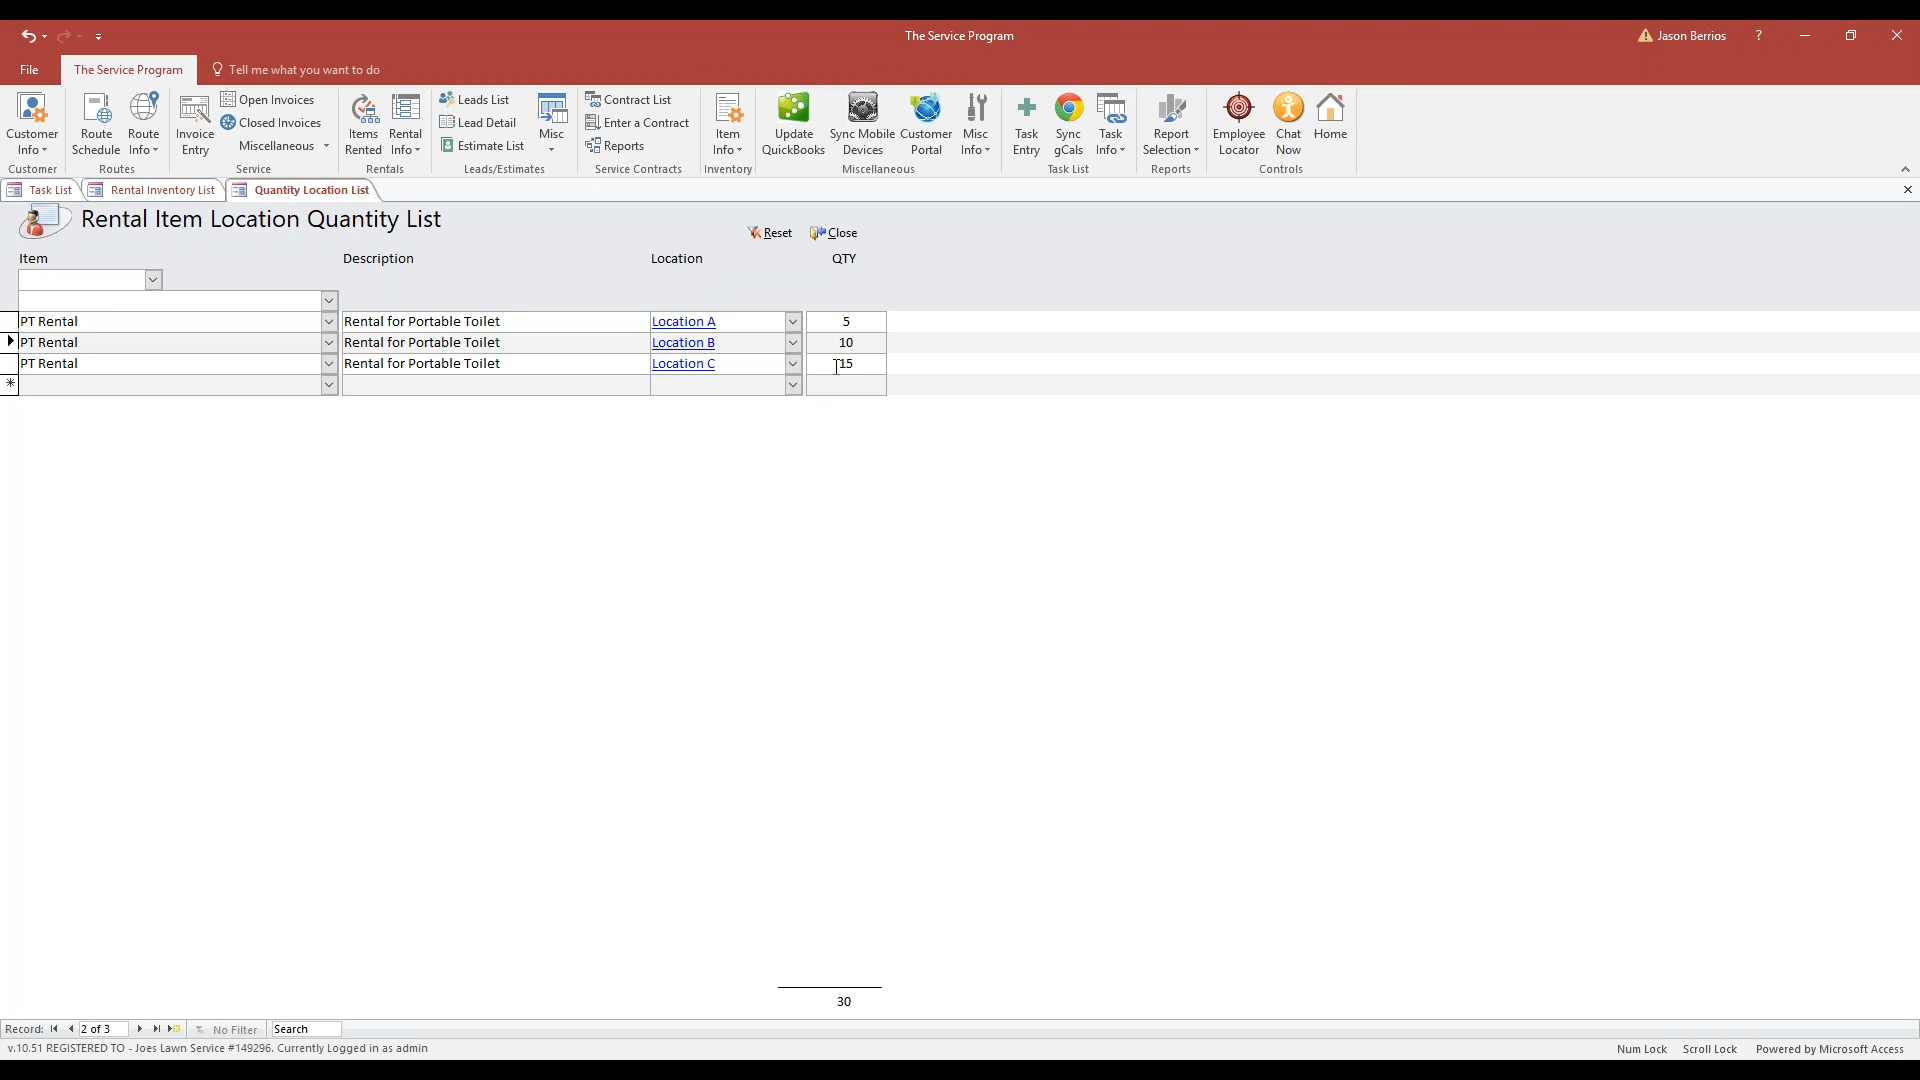 The Service Program
Jason Berrios
?
File
The Service Program
Tell me what you want to do
Customer Info
Route Schedule
Route Info
Invoice Entry
Open Invoices
Closed Invoices
Miscellaneous
Items Rented
Rental Info
Leads List
Lead Detail
Estimate List
Misc
Contract List
Enter a Contract
Reports
Item Info
Update QuickBooks
Sync Mobile Devices
Customer Portal
Misc Info
Task Entry
Sync gCals
Task Info
Report Selection
Employee Locator
Chat Now
Home
Customer
Routes
Service
Rentals
Leads/Estimates
Service Contracts
Inventory
Miscellaneous
Task List
Reports
Controls
Task List
Rental Inventory List
Quantity Location List
Rental Item Location Quantity List
Reset
Close
Item Description Location QTY
PT Rental Rental for Portable Toilet Location A 5
PT Rental Rental for Portable Toilet Location B 10
PT Rental Rental for Portable Toilet Location C 15
30
Record: 2 of 3 No Filter Search
v.10.51 REGISTERED TO - Joes Lawn Service #149296. Currently Logged in as admin
Num Lock Scroll Lock Powered by Microsoft Access